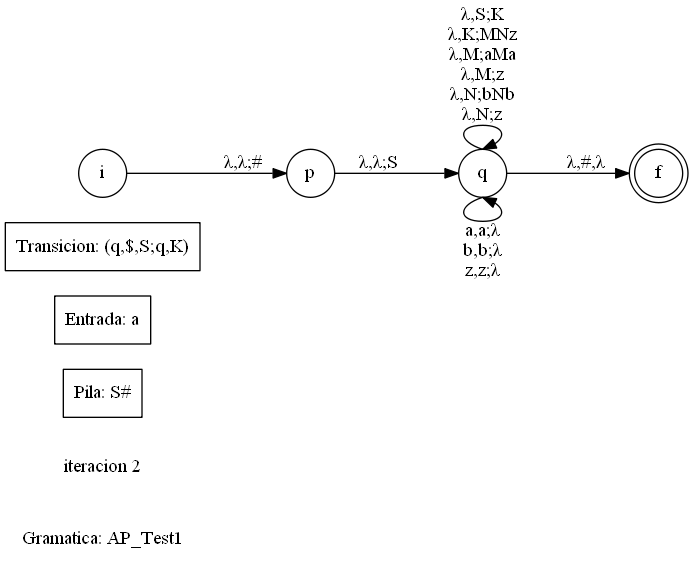 λ,S;K
λ,K;MNz
λ,M;aMa
λ,M;z
λ,N;bNb
λ,N;z
i
λ,λ;#
p
λ,λ;S
q
λ,#,λ
f
a,a;λ
b,b;λ
z,z;λ
Transicion: (q,$,S;q,K)
Entrada: a
Pila: S#
iteracion 2
Gramatica: AP_Test1